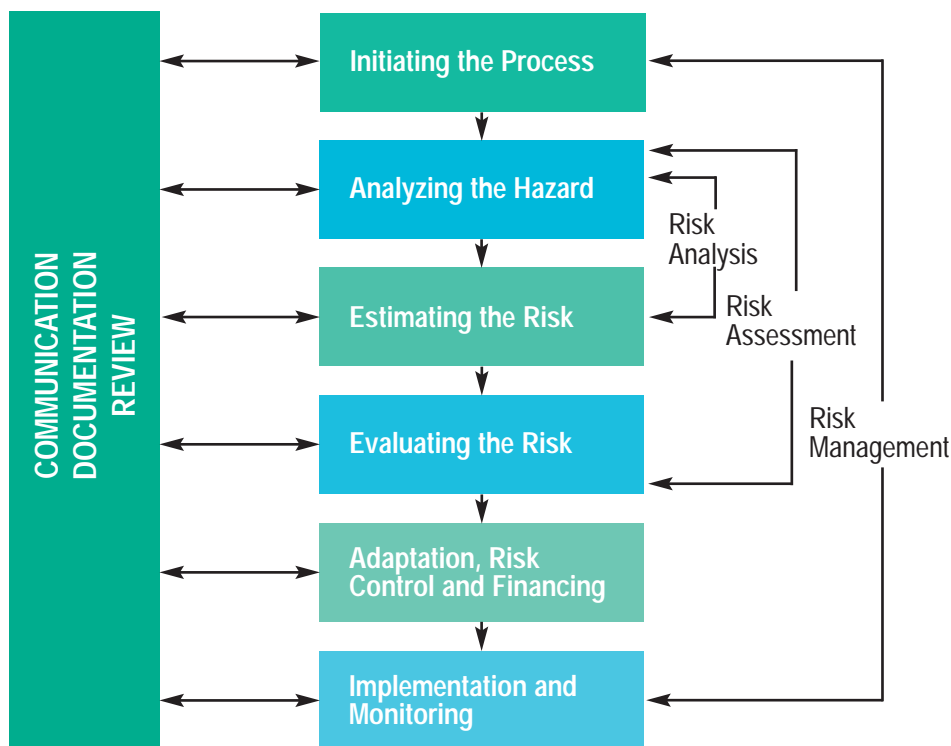 COMMUNICATION
DOCUMENTATION
REVIEW
Initiating the Process
Analyzing the Hazard
Risk
Analysis
Estimating the Risk
Risk
Assessment
Evaluating the Risk
Risk
Management
Adaptation, Risk
Control and Financing
Implementation and
Monitoring